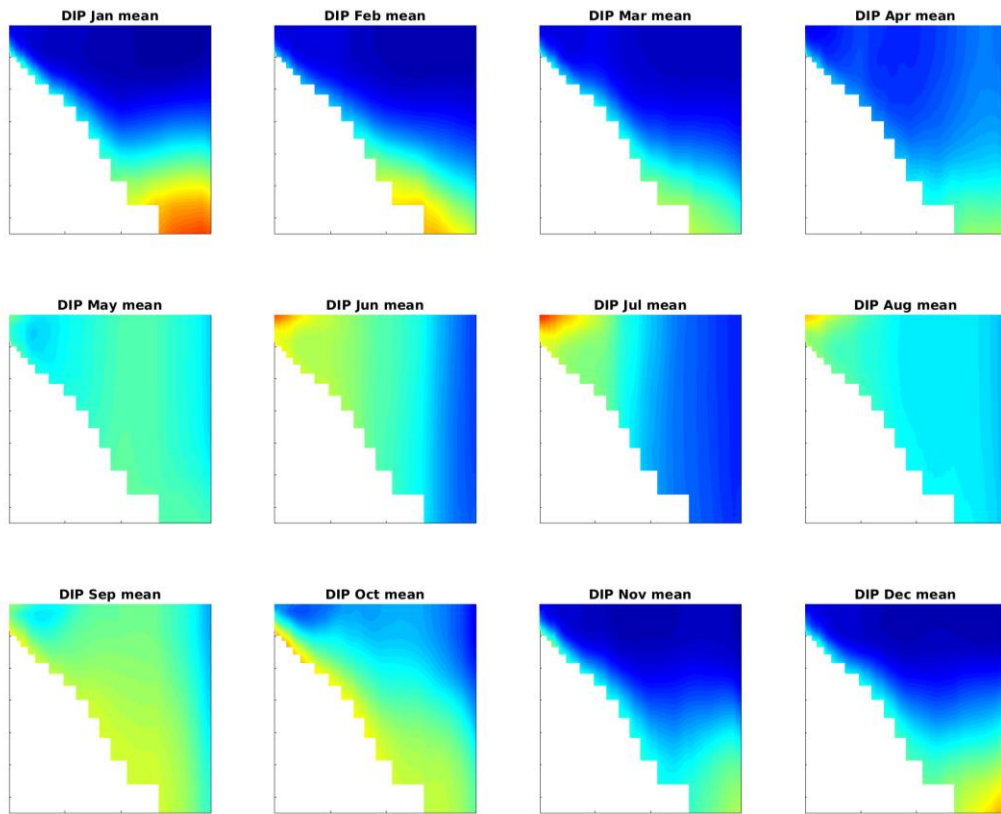 DIP Jan mean
DIP Feb mean
DIP Mar mean
DIP Apr mean
DIP May mean
DIP Jun mean
DIP Jul mean
DIP Aug mean
DIP Sep mean
DIP Oct mean
DIP Nov mean
DIP Dec mean